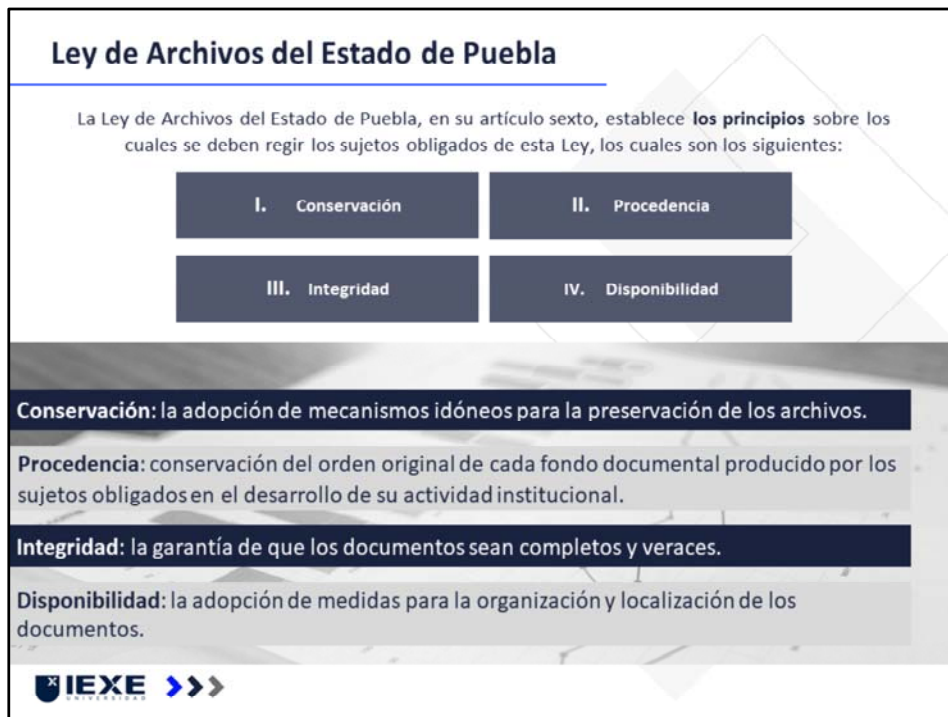 Ley de Archivos del Estado de Puebla
La Ley de Archivos del Estado de Puebla, en su artículo sexto, establece los principios sobre los
cuales se deben regir los sujetos obligados de esta Ley, los cuales son los siguientes:
I. Conservación
II. Procedencia
III. Integridad
IV. Disponibilidad
Conservación: la adopción de mecanismos idóneos para la preservación de los archivos.
Procedencia: conservación del orden original de cada fondo documental producido por los
sujetos obligados en el desarrollo de su actividad institucional.
Integridad: la garantía de que los documentos sean completos y veraces.
Disponibilidad: la adopción de medidas para la organización y localización de los
documentos.
IEXE
UNIVERSIDAD